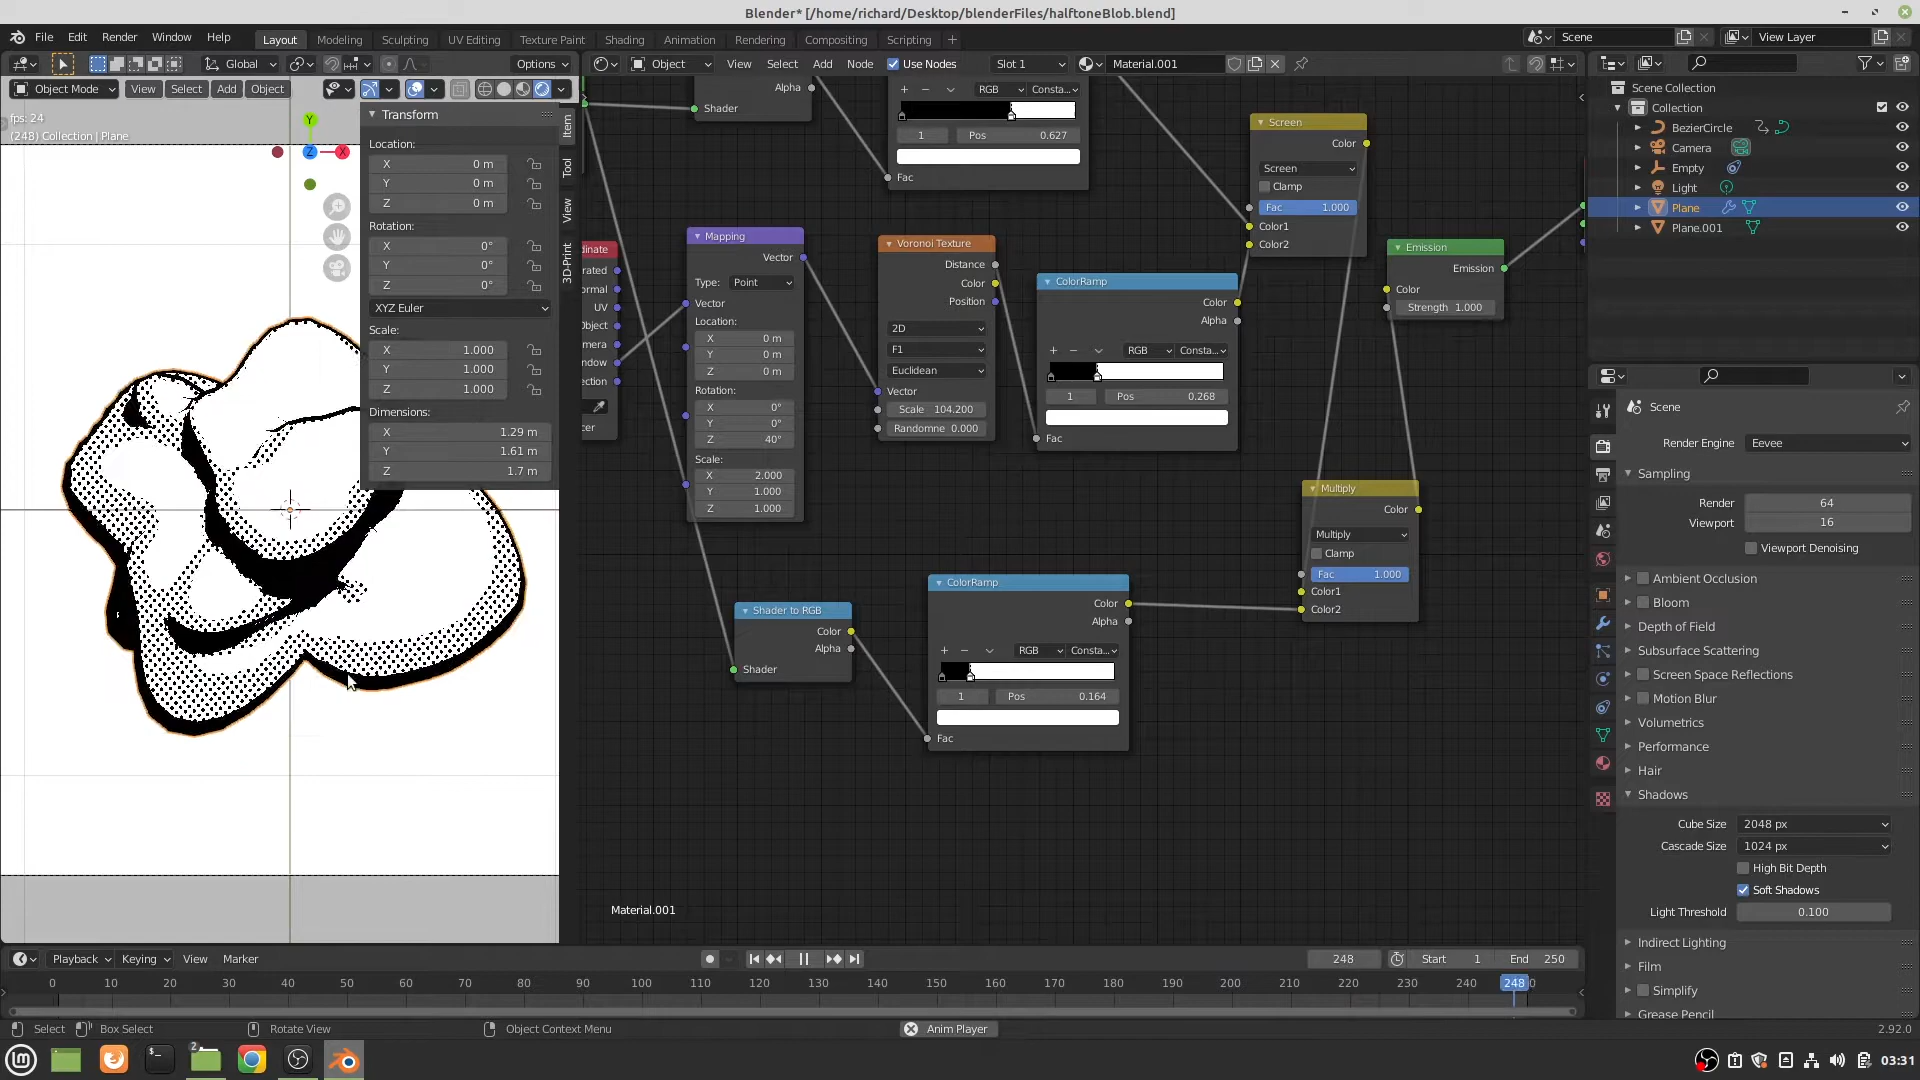 Blender* [/home/richard/Desktop/blenderFiles/halftoneBlob.blend]
File Edit Render Window Help Layout Modeling Sculpting UV Editing Texture Paint Shading Animation Rendering Compositing Scripting + Scene View Layer
Global Options Object View Select Add Node Use Nodes Slot 1 Material.001
Object Mode View Select Add Object
fps: 24
(248) Collection | Plane
Y
Z
X
Transform
Location:
X 0 m
Y 0 m
Z 0 m
Rotation:
X 0°
Y 0°
Z 0°
XYZ Euler
Scale:
X 1.000
Y 1.000
Z 1.000
Dimensions:
X 1.29 m
Y 1.61 m
Z 1.7 m
Item
Tool
View
3D-Print
Alpha
Shader
RGB Consta...
1 Pos 0.627
Fac
Screen
Color
Screen
Clamp
Fac 1.000
Color1
Color2
dinate
rated
ormal
UV
bject
mera
ndow
ection
cer
Mapping
Vector
Type: Point
Vector
Location:
X 0 m
Y 0 m
Z 0 m
Rotation:
X 0°
Y 0°
Z 40°
Scale:
X 2.000
Y 1.000
Z 1.000
Voronoi Texture
Distance
Color
Position
2D
F1
Euclidean
Vector
Scale 104.200
Randomne 0.000
ColorRamp
Color
Alpha
RGB Consta...
1 Pos 0.268
Fac
Emission
Emission
Color
Strength 1.000
Multiply
Color
Multiply
Clamp
Fac 1.000
Color1
Color2
Shader to RGB
Color
Alpha
Shader
ColorRamp
Color
Alpha
RGB Consta...
1 Pos 0.164
Fac
Material.001
Scene Collection
Collection
BezierCircle
Camera
Empty
Light
Plane
Plane.001
Scene
Render Engine Eevee
Sampling
Render 64
Viewport 16
Viewport Denoising
Ambient Occlusion
Bloom
Depth of Field
Subsurface Scattering
Screen Space Reflections
Motion Blur
Volumetrics
Performance
Hair
Shadows
Cube Size 2048 px
Cascade Size 1024 px
High Bit Depth
Soft Shadows
Light Threshold 0.100
Indirect Lighting
Film
Simplify
Grease Pencil
Playback Keying View Marker 248 Start 1 End 250
0 10 20 30 40 50 60 70 80 90 100 110 120 130 140 150 160 170 180 190 200 210 220 230 240 248 0
Select Box Select Rotate View Object Context Menu Anim Player 2.92.0
2
03:31